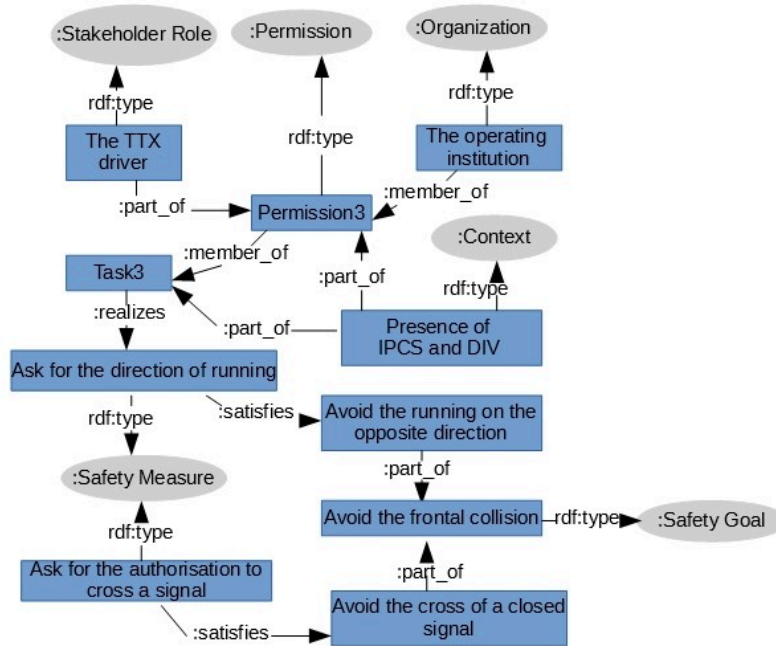 :Stakeholder Role
:Permission
:Organization
rdf:type
rdf:type
rdf:type
The TTX
driver
The operating
institution
:part_of
Permission3
:member_of
:member_of
:Context
Task3
:part_of
rdf:type
:realizes
:part_of
Presence of
IPCS and DIV
Ask for the direction of running
rdf:type
:satisfies
Avoid the running on the
opposite direction
:part_of
:Safety Measure
rdf:type
Avoid the frontal collision
rdf:type
:Safety Goal
Ask for the authorisation to
cross a signal
:part_of
Avoid the cross of a closed
signal
:satisfies